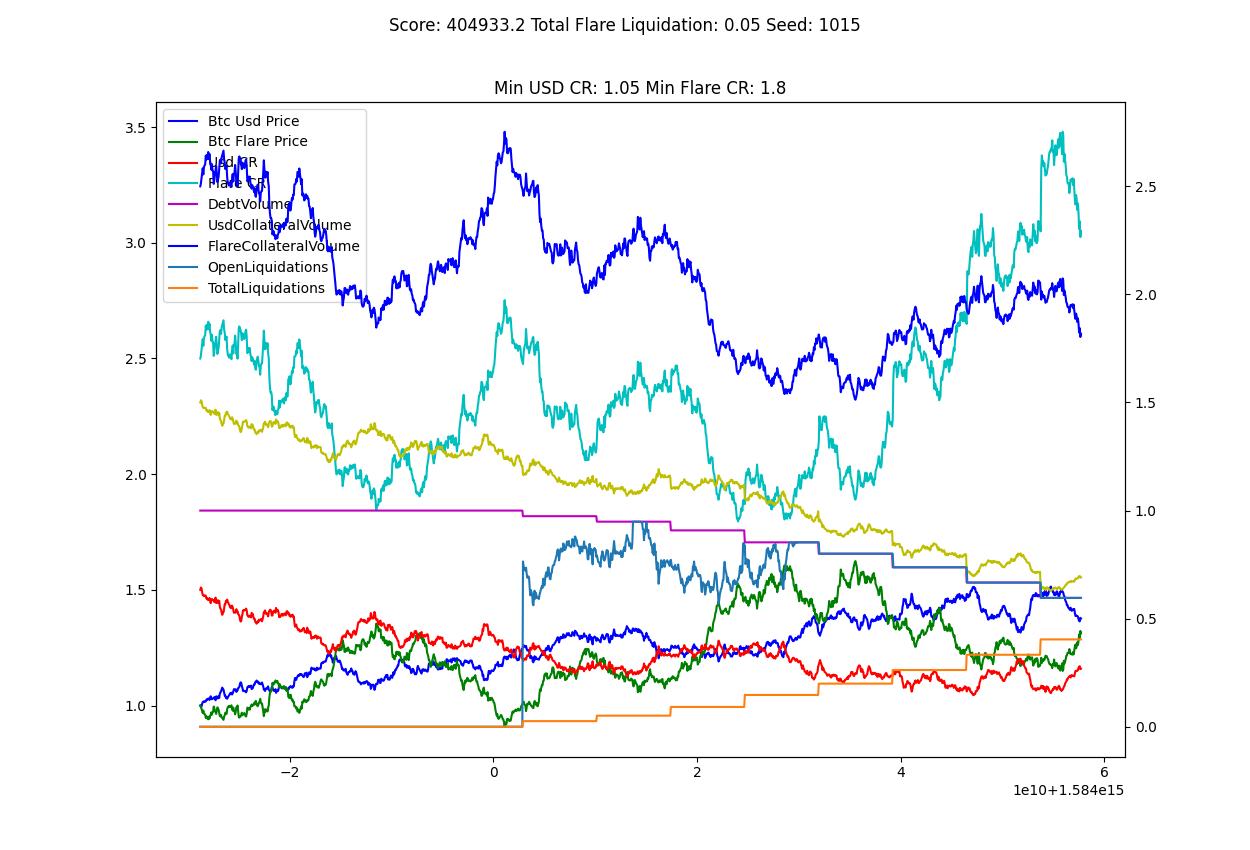 Score: 404933.2 Total Flare Liquidation: 0.05 Seed: 1015
Min USD CR: 1.05 Min Flare CR: 1.8
Btc Usd Price
Btc Flare Price
Usd CR
Flare CR
DebtVolume
UsdCollateralVolume
FlareCollateralVolume
OpenLiquidations
TotalLiquidations
3.5
3.0
2.5
2.0
1.5
1.0
2.5
2.0
1.5
1.0
0.5
0.0
−2
0
2
4
6
1e10+1.584e15